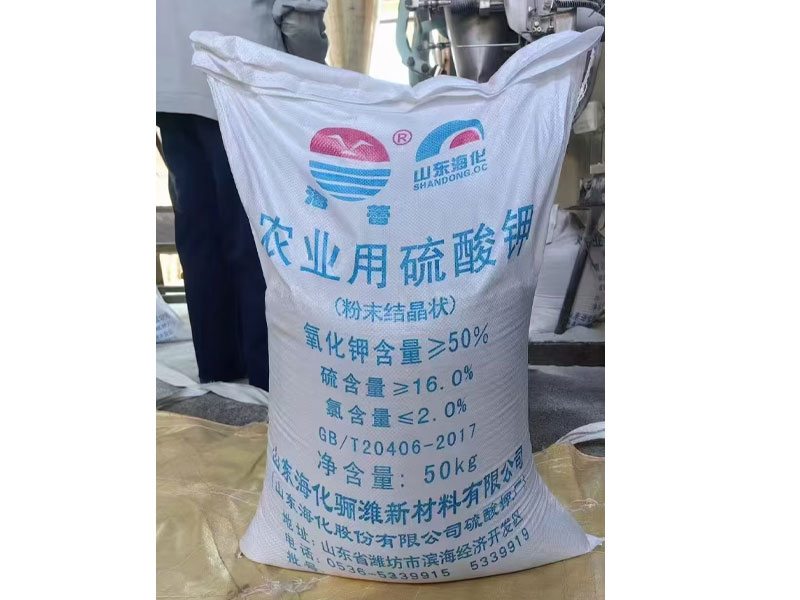 ®
山东海化
SHANDONG.OC
海
农业用硫酸钾
(粉末结晶状)
氧化钾含量≥50%
硫含量≥16.0%
氯含量≤2.0%
GB/T20406-2017
净含量: 50kg
山东海化骊潍新材料有限公司
(山东海化股份有限公司硫酸钾厂)
地址: 山东省潍坊市滨海经济开发区
电话: 0536-5339915 5339919
批号: